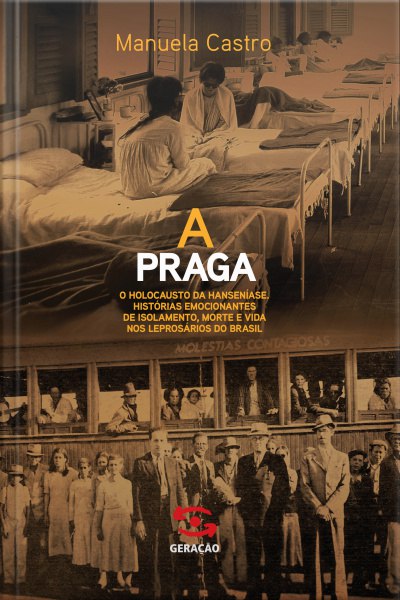 Manuela Castro
A
PRAGA
O HOLOCAUSTO DA HANSENÍASE.
HISTÓRIAS EMOCIONANTES
DE ISOLAMENTO, MORTE E VIDA
NOS LEPROSÁRIOS DO BRASIL
MOLESTIAS CONTAGIOSAS
GERAÇÃO